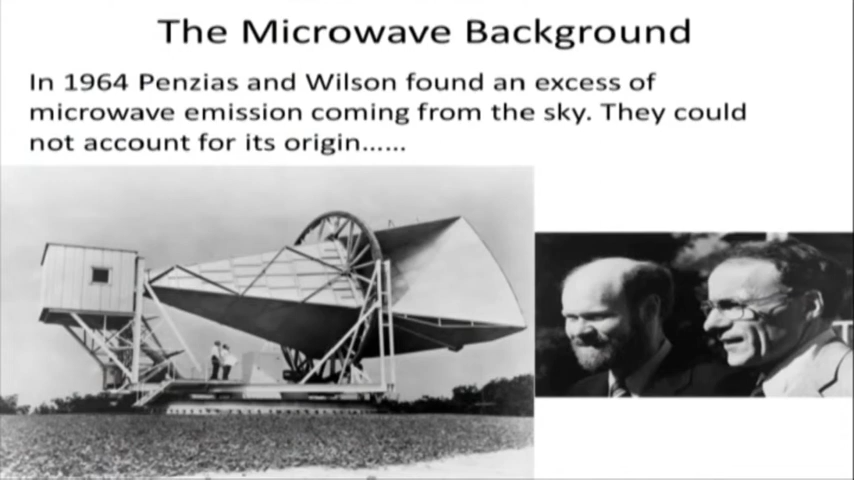 The Microwave Background
In 1964 Penzias and Wilson found an excess of
microwave emission coming from the sky. They could
not account for its origin......